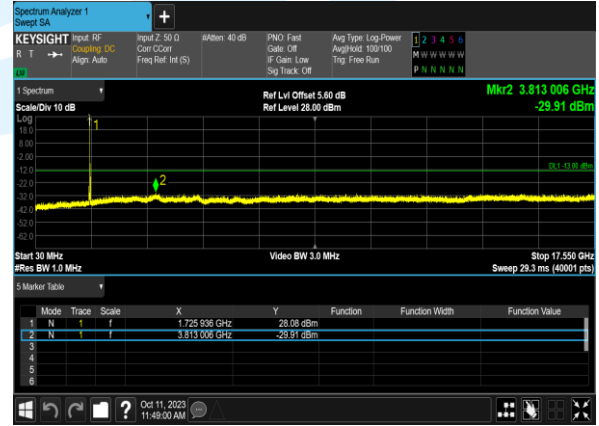 Spectrum Analyzer 1
Swept SA
+
KEYSIGHT
R T
Input: RF
Coupling: DC
Align: Auto
Input Z: 50 Ω
Corr CCorr
Freq Ref: Int (S)
#Atten: 40 dB
PNO: Fast
Gate: Off
IF Gain: Low
Sig Track: Off
Avg Type: Log-Power
Avg|Hold: 100/100
Trig: Free Run
1 2 3 4 5 6
M W W W W W
P N N N N N
1 Spectrum
Scale/Div 10 dB
Ref Lvl Offset 5.60 dB
Ref Level 28.00 dBm
Mkr2 3.813 006 GHz
-29.91 dBm
Log
18.0
8.00
-2.00
-12.0
-22.0
-32.0
-42.0
-52.0
-62.0
1
2
DL1 -13.00 dBm
Start 30 MHz
#Res BW 1.0 MHz
Video BW 3.0 MHz
Stop 17.550 GHz
Sweep 29.3 ms (40001 pts)
5 Marker Table
Mode Trace Scale X Y Function Function Width Function Value
1 N 1 f 1.725 936 GHz 28.08 dBm
2 N 1 f 3.813 006 GHz -29.91 dBm
3
4
5
6
?
Oct 11, 2023
11:49:00 AM